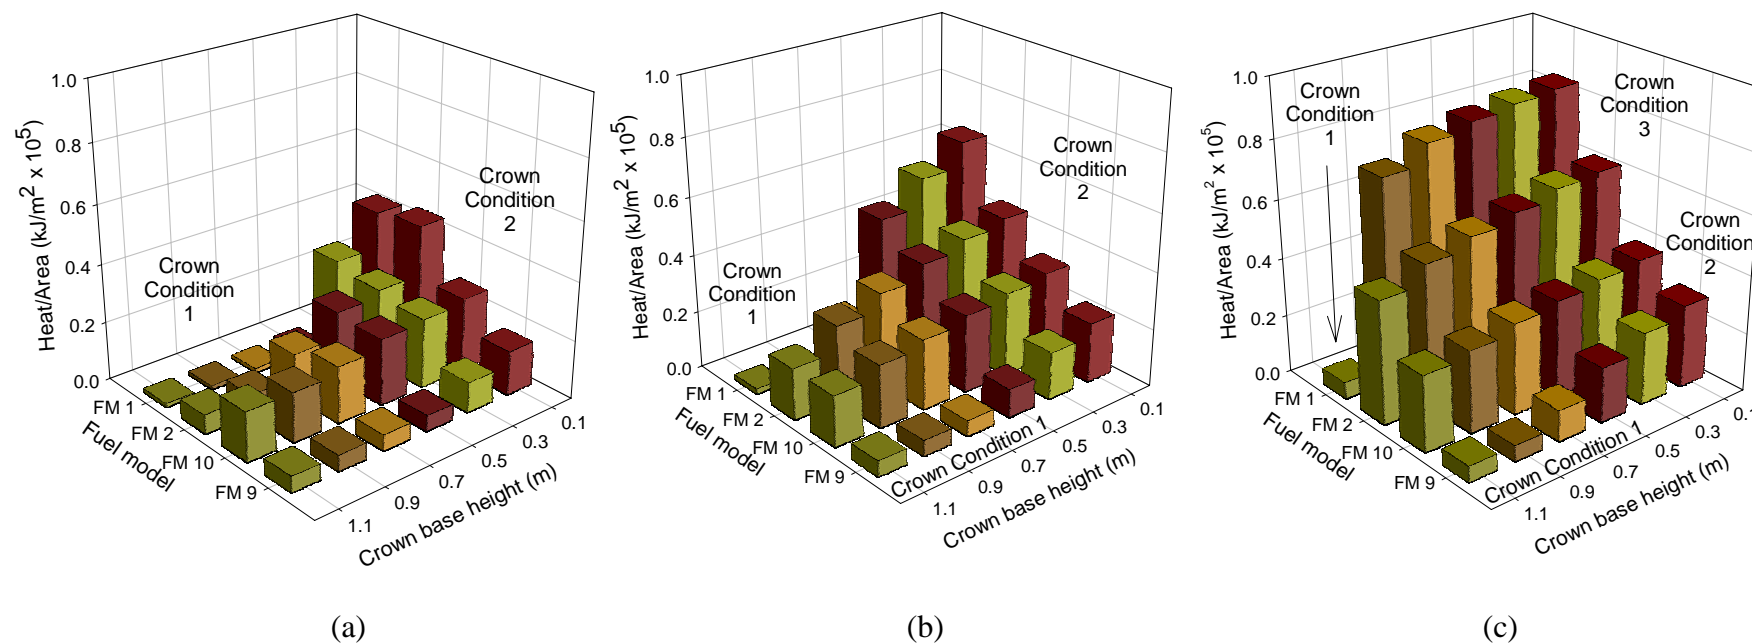 1.0
0.8
0.6
0.4
0.2
0.0
Heat/Area (kJ/m² x 10⁵)
Crown
Condition
1
Crown
Condition
2
FM 1
FM 2
FM 10
FM 9
Fuel model
1.1
0.9
0.7
0.5
0.3
0.1
Crown base height (m)
(a)
1.0
0.8
0.6
0.4
0.2
0.0
Heat/Area (kJ/m² x 10⁵)
Crown
Condition
1
Crown
Condition
2
FM 1
FM 2
FM 10
FM 9
Fuel model
Crown Condition 1
1.1
0.9
0.7
0.5
0.3
0.1
Crown base height (m)
(b)
1.0
0.8
0.6
0.4
0.2
0.0
Heat/Area (kJ/m² x 10⁵)
Crown
Condition
1
Crown
Condition
3
Crown
Condition
2
FM 1
FM 2
FM 10
FM 9
Fuel model
Crown Condition 1
1.1
0.9
0.7
0.5
0.3
0.1
Crown base height (m)
(c)